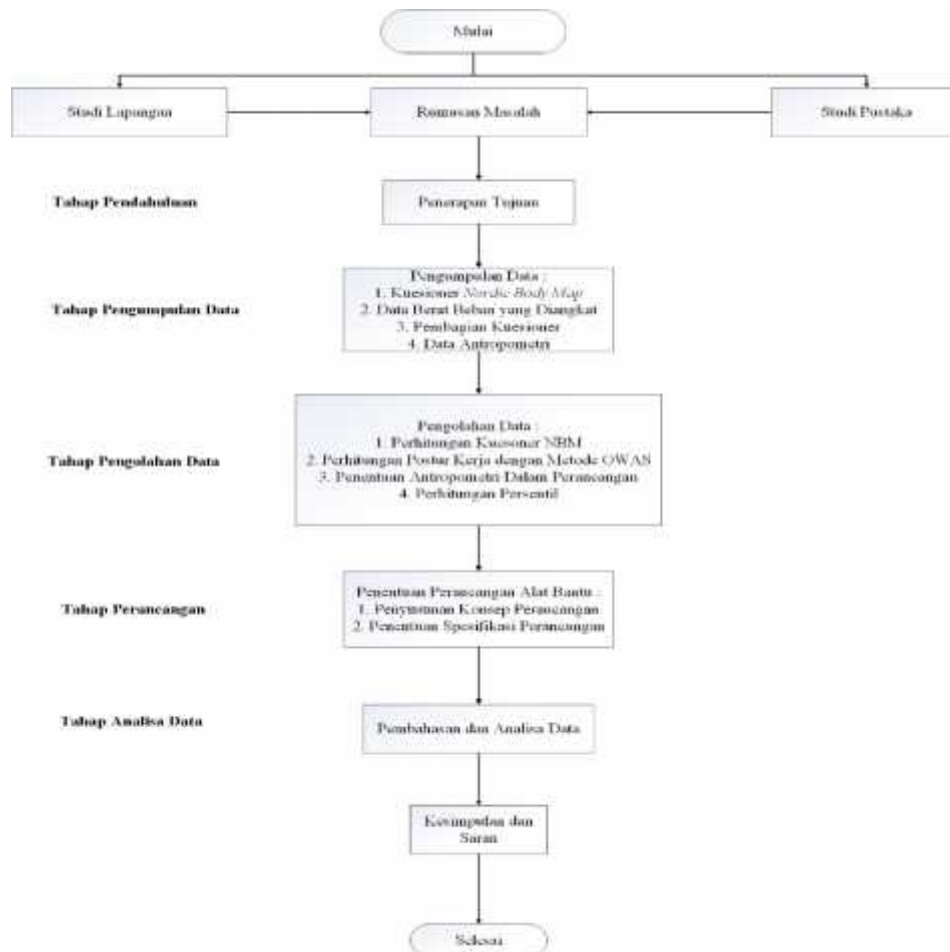 Mulai
Studi Lapangan
Rumusan Masalah
Studi Pustaka
Tahap Pendahuluan
Penerapan Tujuan
Tahap Pengumpulan Data
Pengumpulan Data :
1. Kuesioner Nordic Body Map
2. Data Berat Beban yang Diangkat
3. Pembagian Kuesioner
4. Data Antropometri
Tahap Pengolahan Data
Pengolahan Data :
1. Perhitungan Kuesoner NBM
2. Perhitungan Postur Kerja dengan Metode OWAS
3. Penentuan Antropometri Dalam Perancangan
4. Perhitungan Persentil
Tahap Perancangan
Penentuan Perancangan Alat Bantu :
1. Penyusunan Konsep Perancangan
2. Penentuan Spesifikasi Perancangan
Tahap Analisa Data
Pembahasan dan Analisa Data
Kesimpulan dan
Saran
Selesai